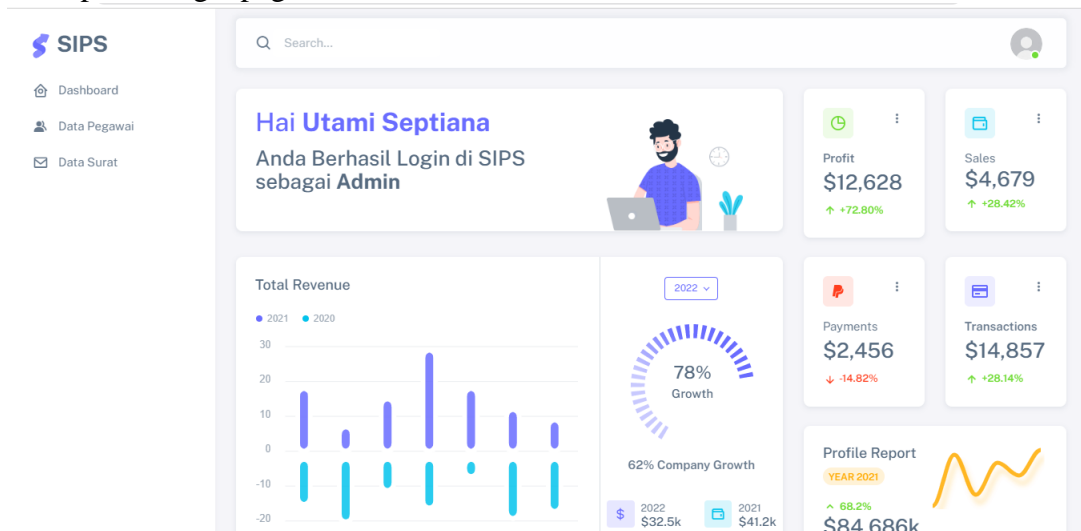 SIPS
Dashboard
Data Pegawai
Data Surat
Search...
Hai Utami Septiana
Anda Berhasil Login di SIPS
sebagai Admin
Profit
$12,628
+72.80%
Sales
$4,679
+28.42%
Total Revenue
2021
2020
30
20
10
0
-10
-20
2022
78%
Growth
62% Company Growth
$
2022
$32.5k
2021
$41.2k
Payments
$2,456
-14.82%
Transactions
$14,857
+28.14%
Profile Report
YEAR 2021
68.2%
$84,686k